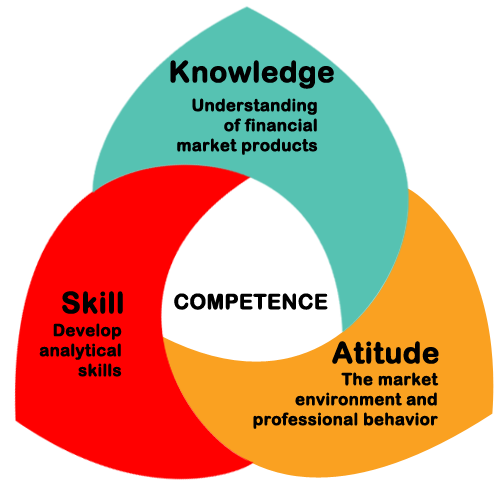 Knowledge
Understanding
of financial
market products
COMPETENCE
Skill
Develop
analytical
skills
Atitude
The market
environment and
professional behavior